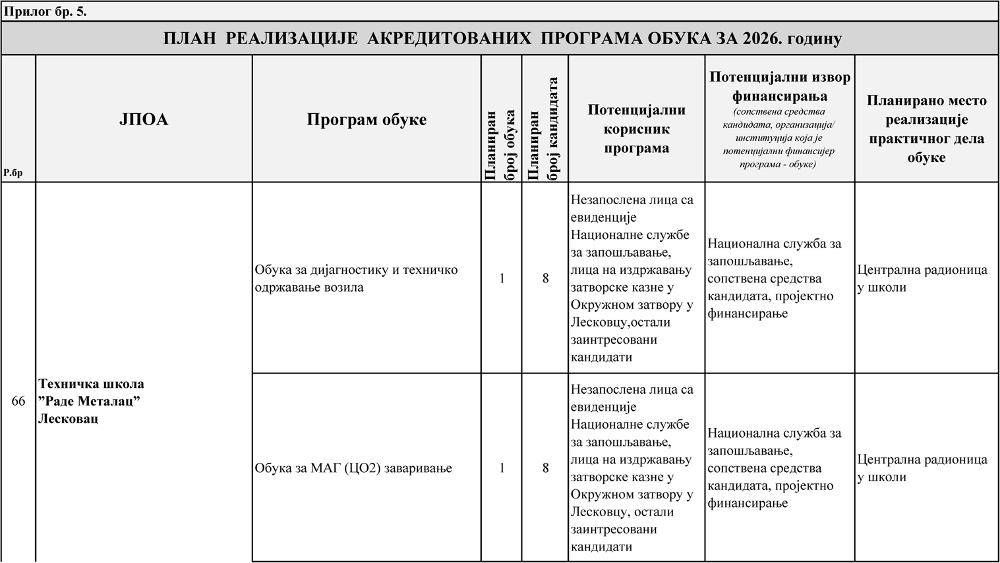 Прилог бр. 5.
ПЛАН РЕАЛИЗАЦИЈЕ АКРЕДИТОВАНИХ ПРОГРАМА ОБУКА ЗА 2026. годину
Р.бр
ЈПОА
Програм обуке
Планиран
број обука
Планиран
број кандидата
Потенцијални
корисник
програма
Потенцијални извор
финансирања
(сопствена средства
кандидата, организација/
институција која је
потенцијални финансијер
програма - обуке)
Планирано место
реализације
практичног дела
обуке
66
Техничка школа
”Раде Металац”
Лесковац
Обука за дијагностику и техничко
одржавање возила
1
8
Незапослена лица са
евиденције
Националне службе
за запошљавање,
лица на издржавању
затворске казне у
Окружном затвору у
Лесковцу,остали
заинтресовани
кандидати
Национална служба за
запошљавање,
сопствена средства
кандидата, пројектно
финансирање
Централна радионица
у школи
Обука за МАГ (ЦО2) заваривање
1
8
Незапослена лица са
евиденције
Националне службе
за запошљавање,
лица на издржавању
затворске казне у
Окружном затвору у
Лесковцу, остали
заинтресовани
кандидати
Национална служба за
запошљавање,
сопствена средства
кандидата, пројектно
финансирање
Централна радионица
у школи